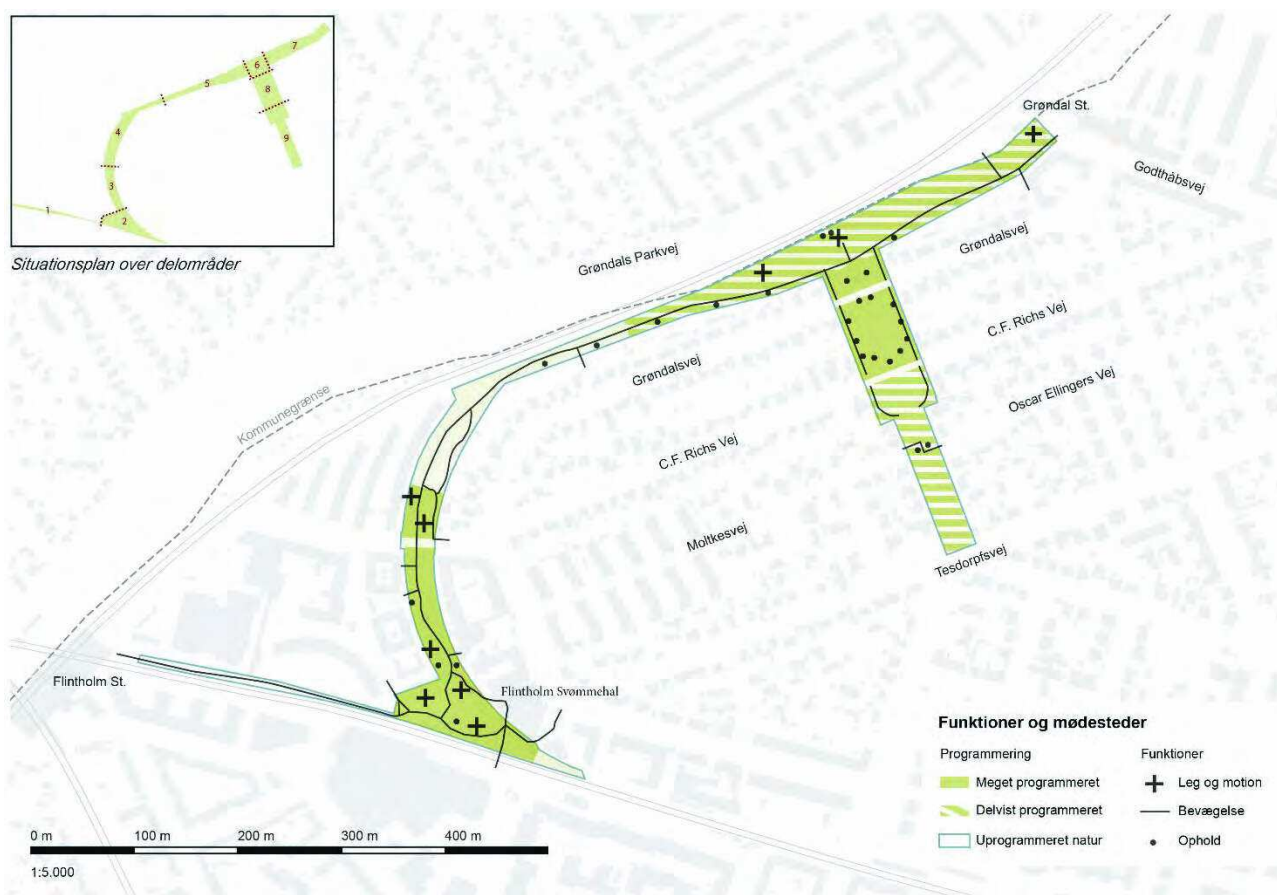 7
6
5
8
4
9
3
1
2
Situationsplan over delområder
Grøndal St.
Godthåbsvej
Grøndals Parkvej
Grøndalsvej
C.F. Richs Vej
Grøndalsvej
Oscar Ellingers Vej
Kommunegrænse
C.F. Richs Vej
Moltkesvej
Tesdorpfsvej
Flintholm St.
Flintholm Svømmehal
Funktioner og mødesteder
Programmering
Meget programmeret
Delvist programmeret
Uprogrammeret natur
Funktioner
Leg og motion
Bevægelse
Ophold
0 m 100 m 200 m 300 m 400 m
1:5.000